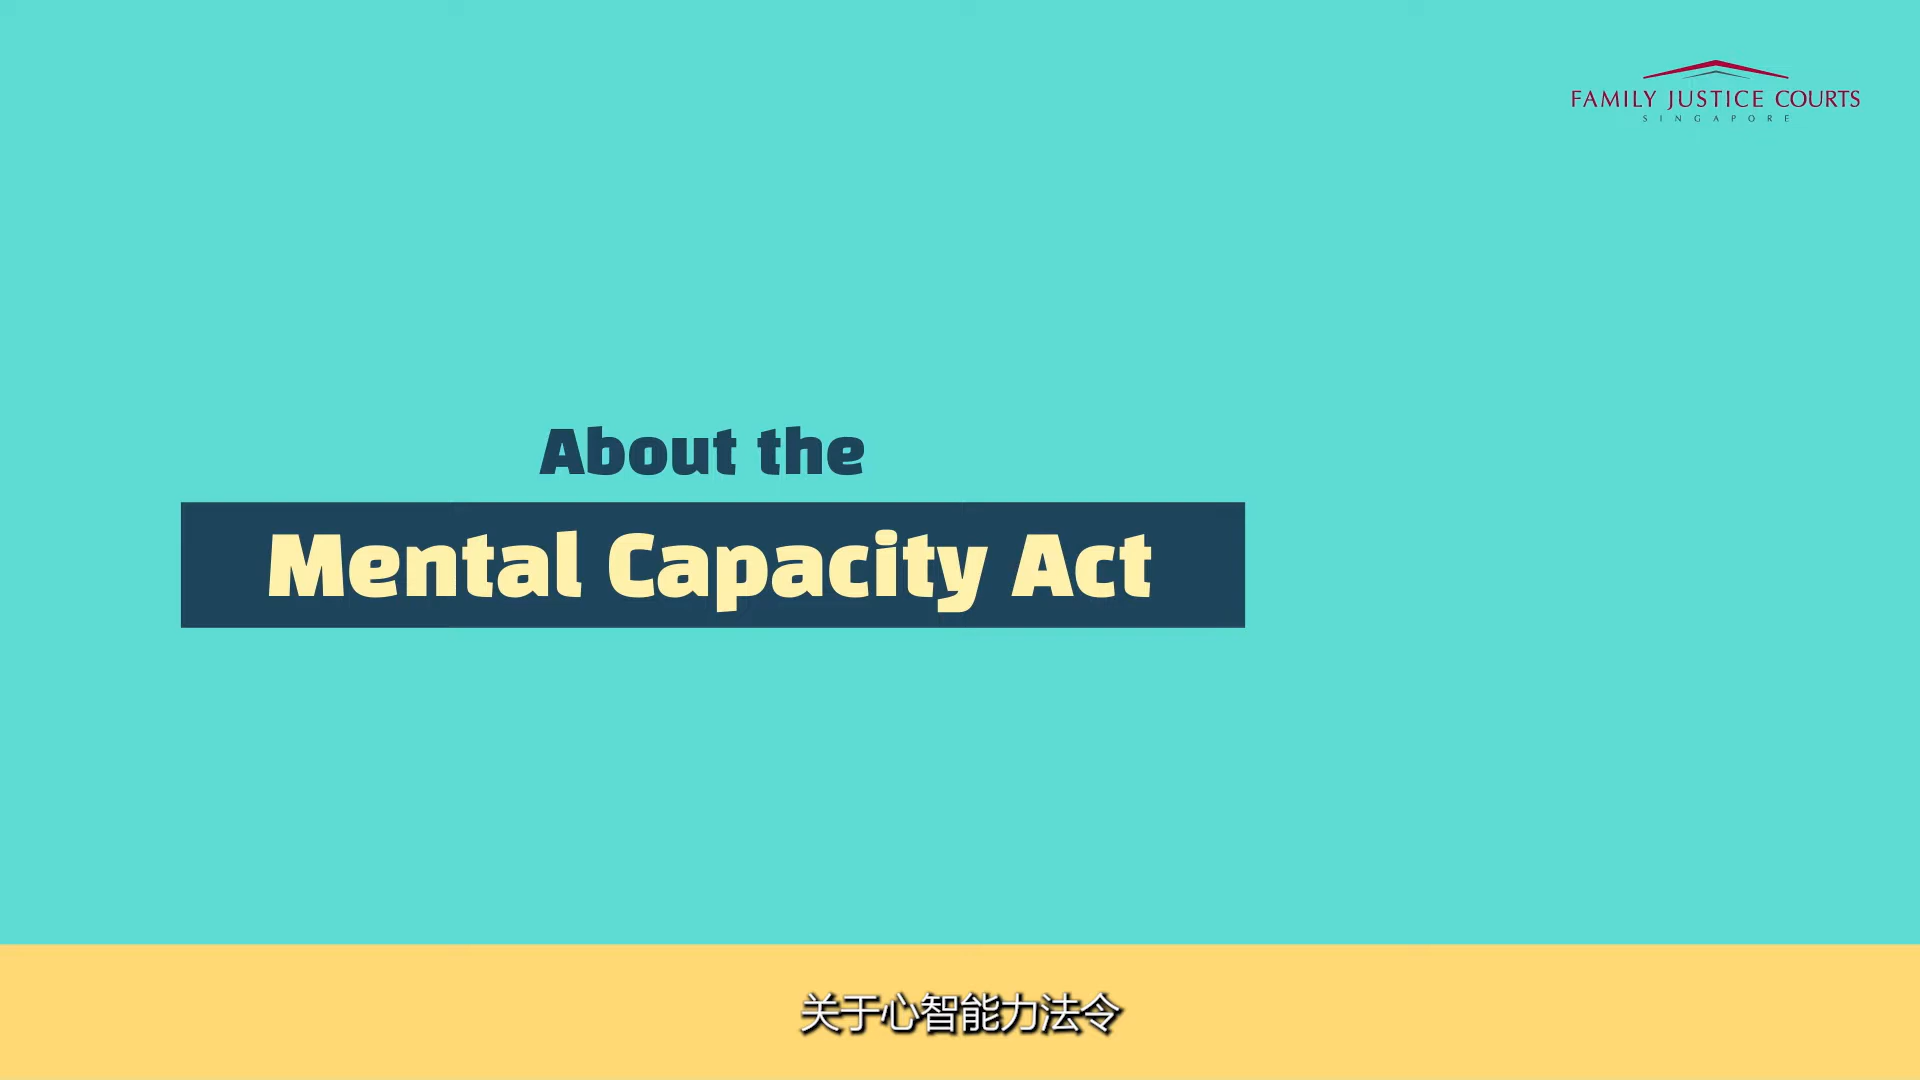 FAMILY JUSTICE COURTS
SINGAPORE
About the
Mental Capacity Act
关于心智能力法令